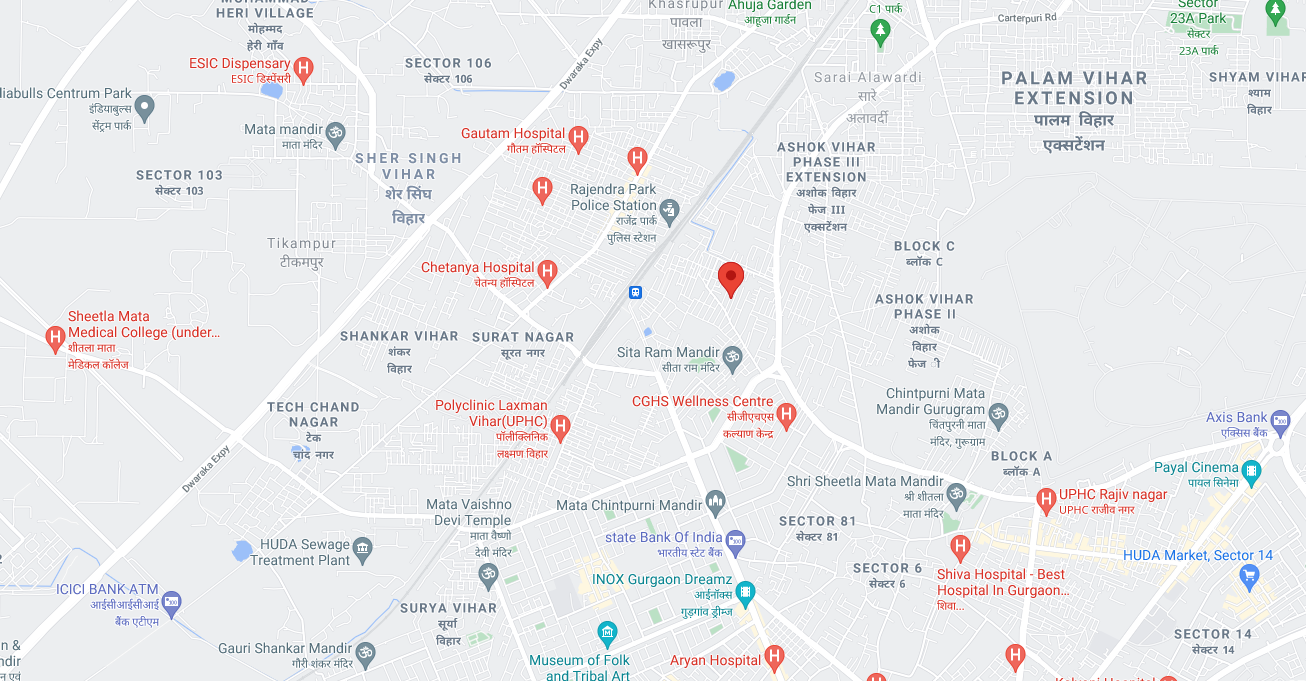 MOHAMMAD
HERI VILLAGE
मोहम्मद
हेरी गाँव
Khasrupur
पावला
खासरूपुर
Ahuja Garden
आहूजा गार्डन
C1 पार्क
Carterpuri Rd
Sector
23A Park
सेक्टर
23A पार्क
ESIC Dispensary
ESIC डिस्पेंसरी
SECTOR 106
सेक्टर 106
Dwaraka Expy
Sarai Alawardi
सारे
अलावर्दी
PALAM VIHAR
EXTENSION
पालम विहार
एक्सटेंशन
SHYAM VIHAR
श्याम
विहार
liabulls Centrum Park
इंडियाबुल्स
सेंट्रम पार्क
Mata mandir
माता मंदिर
Gautam Hospital
गौतम हॉस्पिटल
SHER SINGH
VIHAR
शेर सिंघ
विहार
SECTOR 103
सेक्टर 103
ASHOK VIHAR
PHASE III
EXTENSION
अशोक विहार
फेज III
एक्सटेंशन
Rajendra Park
Police Station
राजेंद्र पार्क
पुलिस स्टेशन
Tikampur
टीकमपुर
BLOCK C
ब्लॉक C
Chetanya Hospital
चेतन्य हॉस्पिटल
ASHOK VIHAR
PHASE II
अशोक
विहार
फेज ी
Sheetla Mata
Medical College (under...
शीतला माता
मेडिकल कॉलेज
SHANKAR VIHAR
शंकर
विहार
SURAT NAGAR
सूरत नगर
Sita Ram Mandir
सीता राम मंदिर
CGHS Wellness Centre
सीजीएचएस
कल्याण केन्द्र
Chintpurni Mata
Mandir Gurugram
चिंतपुरनी माता
मंदिर, गुरूग्राम
TECH CHAND
NAGAR
टेक
चांद नगर
Polyclinic Laxman
Vihar(UPHC)
पॉलीक्लिनिक
लक्ष्मण विहार
Axis Bank
एक्सिस बैंक
Dwaraka Expy
BLOCK A
ब्लॉक A
Payal Cinema
पायल सिनेमा
Shri Sheetla Mata Mandir
श्री शीतला
माता मंदिर
UPHC Rajiv nagar
UPHC राजीव नगर
Mata Vaishno
Devi Temple
माता वैष्णो
देवी मंदिर
Mata Chintpurni Mandir
SECTOR 81
सेक्टर 81
state Bank Of India
भारतीय स्टेट बैंक
HUDA Sewage
Treatment Plant
HUDA Market, Sector 14
SECTOR 6
सेक्टर 6
Shiva Hospital - Best
Hospital In Gurgaon...
शिवा...
ICICI BANK ATM
आईसीआईसीआई
बैंक एटीएम
INOX Gurgaon Dreamz
आईनॉक्स
गुड़गांव ड्रीम्ज
SURYA VIHAR
सूर्या
विहार
Gauri Shankar Mandir
गौरी शंकर मंदिर
Museum of Folk
and Tribal Art
Aryan Hospital
SECTOR 14
सेक्टर 14